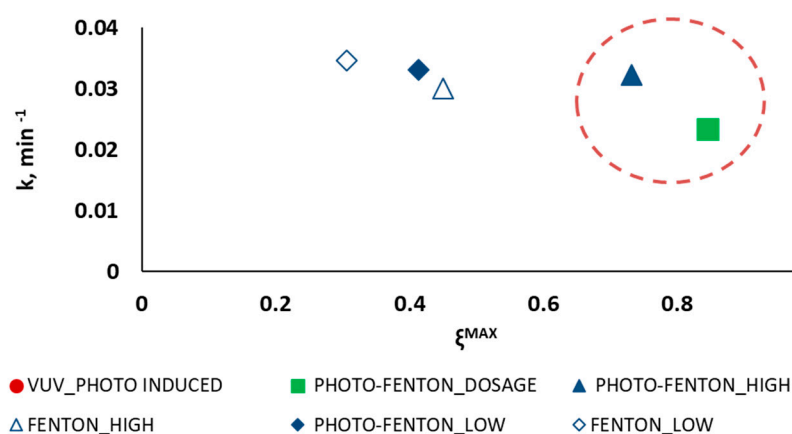 0.04
0.03
0.02
0.01
0
k, min -1
0 0.2 0.4 0.6 0.8
ξMAX
VUV_PHOTO INDUCED PHOTO-FENTON_DOSAGE PHOTO-FENTON_HIGH
FENTON_HIGH PHOTO-FENTON_LOW FENTON_LOW